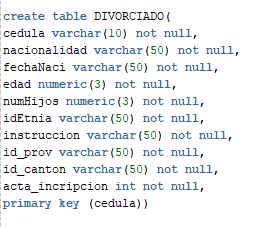 create table DIVORCIADO(
cedula varchar(10) not null,
nacionalidad varchar(50) not null,
fechaNaci varchar(50) not null,
edad numeric(3) not null,
numHijos numeric(3) not null,
idEtnia varchar(50) not null,
instruccion varchar(50) not null,
id_prov varchar(50) not null,
id_canton varchar(50) not null,
acta_incripcion int not null,
primary key (cedula))